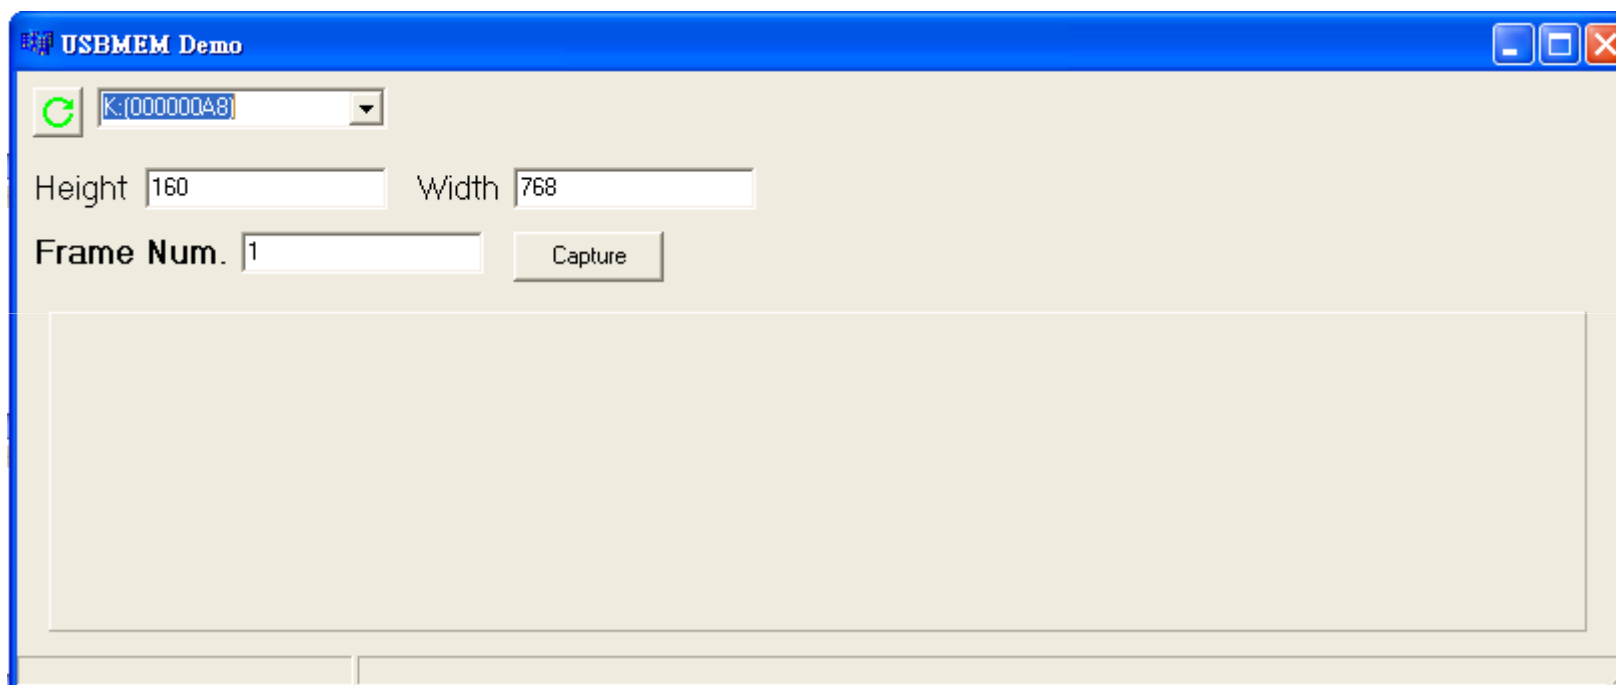 USBMEM Demo
K:(000000A8)
Height 160 Width 768
Frame Num. 1 Capture